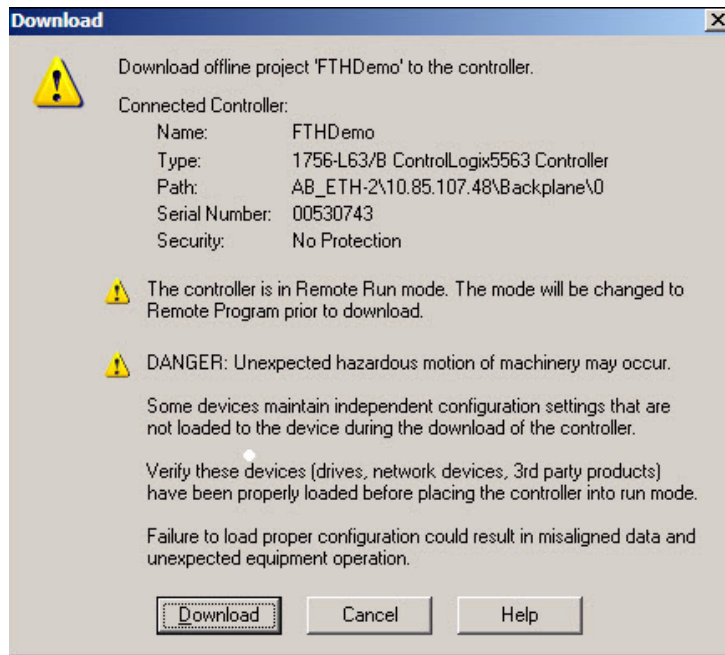 Download
Download offline project 'FTHDemo' to the controller.
Connected Controller:
Name: FTHDemo
Type: 1756-L63/B ControlLogix5563 Controller
Path: AB_ETH-2\10.85.107.48\Backplane\0
Serial Number: 00530743
Security: No Protection
The controller is in Remote Run mode. The mode will be changed to
Remote Program prior to download.
DANGER: Unexpected hazardous motion of machinery may occur.
Some devices maintain independent configuration settings that are
not loaded to the device during the download of the controller.
Verify these devices (drives, network devices, 3rd party products)
have been properly loaded before placing the controller into run mode.
Failure to load proper configuration could result in misaligned data and
unexpected equipment operation.
Download Cancel Help